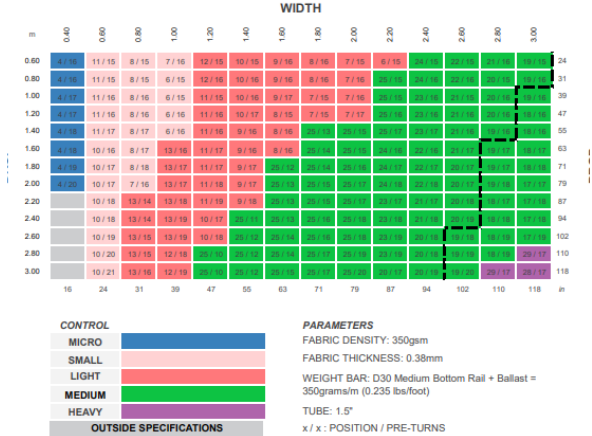 WIDTH
m 0.40 0.60 0.80 1.00 1.20 1.40 1.60 1.80 2.00 2.20 2.40 2.60 2.80 3.00
0.60 4 / 16 11 / 15 8 / 15 7 / 16 12 / 15 10 / 15 9 / 16 8 / 16 7 / 15 6 / 15 24 / 15 22 / 15 21 / 16 19 / 15 24
0.80 4 / 16 11 / 15 8 / 15 6 / 15 12 / 16 10 / 16 9 / 16 8 / 16 7 / 16 25 / 15 24 / 16 22 / 16 20 / 15 19 / 16 31
1.00 4 / 17 11 / 16 8 / 16 6 / 15 11 / 15 10 / 16 9 / 17 7 / 15 7 / 16 25 / 15 23 / 16 21 / 15 20 / 16 19 / 16 39
1.20 4 / 17 11 / 16 8 / 16 6 / 16 11 / 16 10 / 17 8 / 15 7 / 15 7 / 17 25 / 16 23 / 16 21 / 16 20 / 17 18 / 16 47
1.40 4 / 18 11 / 17 8 / 17 6 / 16 11 / 16 9 / 16 8 / 16 25 / 13 25 / 15 25 / 17 23 / 17 21 / 16 19 / 16 18 / 16 55
1.60 4 / 18 10 / 16 8 / 17 13 / 16 11 / 17 9 / 16 8 / 16 25 / 14 25 / 15 24 / 16 22 / 16 21 / 17 19 / 17 18 / 17 63
1.80 4 / 19 10 / 17 8 / 18 13 / 17 11 / 17 9 / 17 25 / 12 25 / 14 25 / 16 24 / 17 22 / 17 20 / 17 19 / 17 18 / 17 71
2.00 4 / 20 10 / 17 7 / 16 13 / 17 11 / 18 9 / 17 25 / 13 25 / 15 25 / 17 24 / 18 22 / 18 20 / 17 19 / 18 17 / 17 79
2.20 10 / 18 13 / 14 13 / 18 11 / 19 9 / 18 25 / 13 25 / 15 25 / 17 23 / 17 22 / 18 20 / 18 18 / 17 17 / 17 87
2.40 10 / 18 13 / 14 13 / 19 10 / 17 25 / 11 25 / 13 25 / 16 25 / 18 23 / 18 21 / 18 20 / 19 18 / 18 17 / 18 94
2.60 10 / 19 13 / 15 13 / 19 10 / 18 25 / 12 25 / 14 25 / 16 25 / 18 23 / 19 21 / 18 19 / 18 18 / 18 17 / 19 102
2.80 10 / 20 13 / 15 12 / 18 25 / 10 25 / 12 25 / 14 25 / 17 25 / 19 23 / 19 20 / 19 19 / 19 18 / 19 29 / 17 110
3.00 10 / 21 13 / 16 12 / 19 25 / 10 25 / 12 25 / 15 25 / 17 25 / 20 22 / 19 20 / 19 19 / 20 29 / 17 28 / 17 118
16 24 31 39 47 55 63 71 79 87 94 102 110 118 in
CONTROL
MICRO
SMALL
LIGHT
MEDIUM
HEAVY
OUTSIDE SPECIFICATIONS
PARAMETERS
FABRIC DENSITY: 350gsm
FABRIC THICKNESS: 0.38mm
WEIGHT BAR: D30 Medium Bottom Rail + Ballast =
350grams/m (0.235 lbs/foot)
TUBE: 1.5"
x / x : POSITION / PRE-TURNS